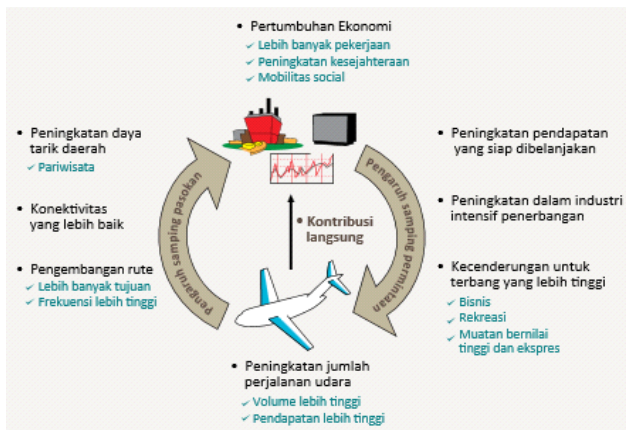 • Pertumbuhan Ekonomi
✓ Lebih banyak pekerjaan
✓ Peningkatan kesejahteraan
✓ Mobilitas social
• Peningkatan daya
tarik daerah
✓ Pariwisata
• Konektivitas
yang lebih baik
• Pengembangan rute
✓ Lebih banyak tujuan
✓ Frekuensi lebih tinggi
Pengaruh samping pasokan
• Kontribusi
langsung
Pengaruh samping permintaan
• Peningkatan pendapatan
yang siap dibelanjakan
• Peningkatan dalam industri
intensif penerbangan
• Kecenderungan untuk
terbang yang lebih tinggi
✓ Bisnis
✓ Rekreasi
✓ Muatan bernilai
tinggi dan ekspres
• Peningkatan jumlah
perjalanan udara
✓ Volume lebih tinggi
✓ Pendapatan lebih tinggi